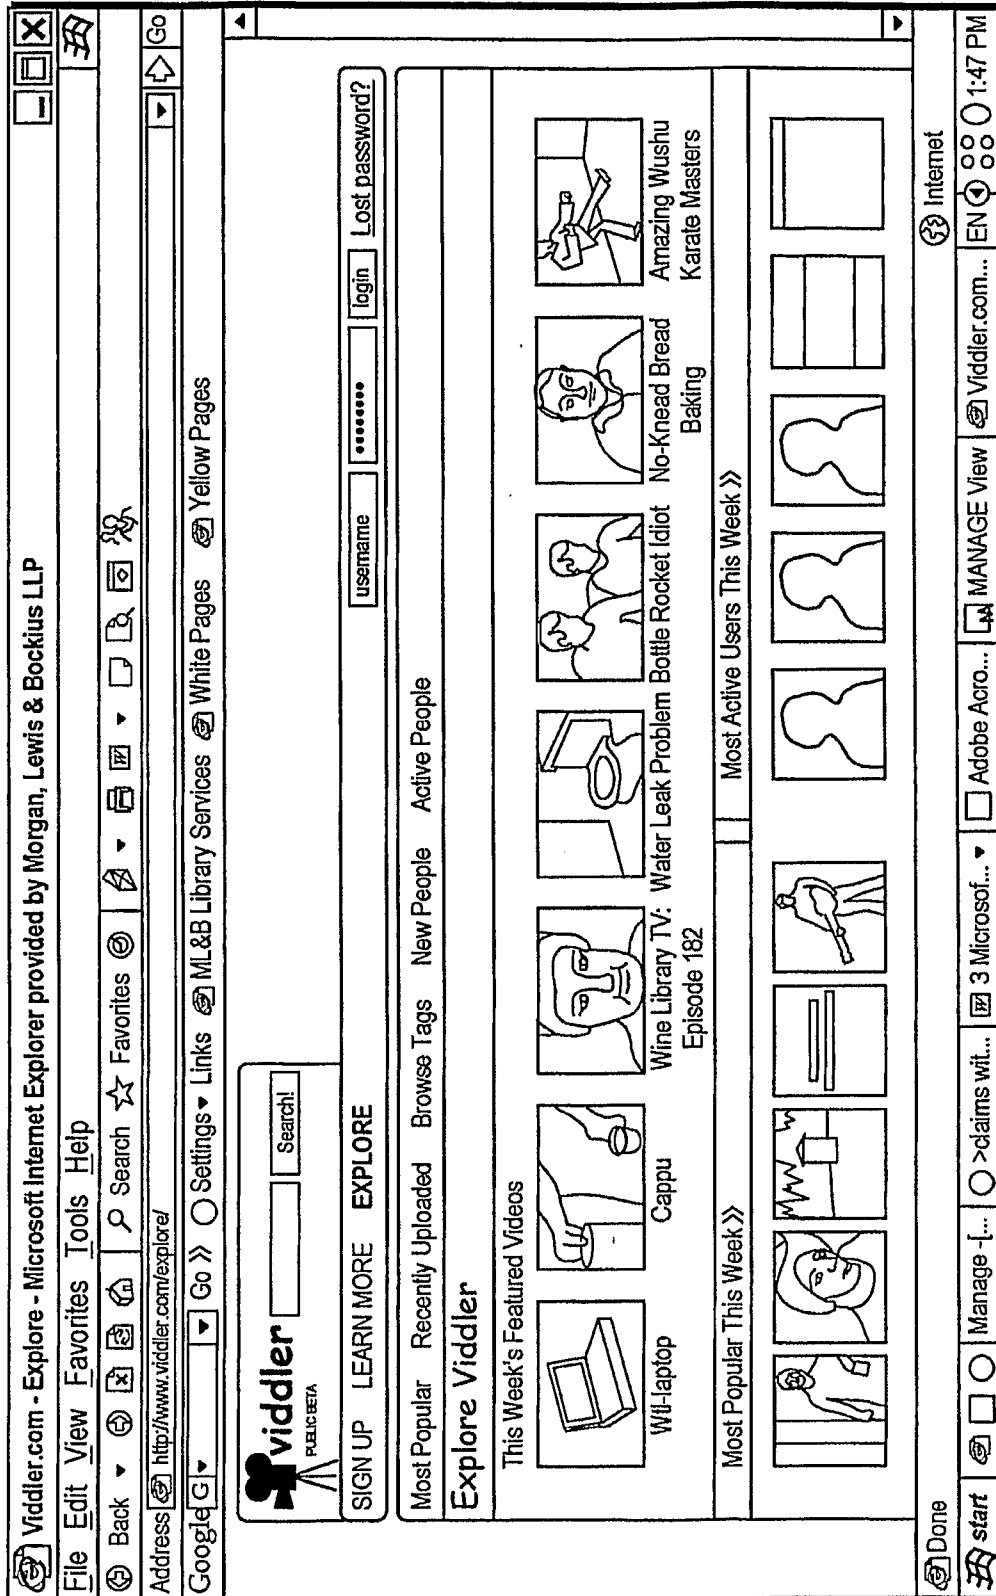 Viddler.com - Explore - Microsoft Internet Explorer provided by Morgan, Lewis & Bockius LLP
File Edit View Favorites Tools Help
Back Search Favorites
Address http://www.viddler.com/explore/ Go
Google G Go >> Settings Links ML&B Library Services White Pages Yellow Pages
viddler Search!
PUBLIC BETA
SIGN UP LEARN MORE EXPLORE username •••••••• login Lost password?
Most Popular Recently Uploaded Browse Tags New People Active People
Explore Viddler
This Week's Featured Videos
Wtl-laptop Cappu Wine Library TV: Water Leak Problem Bottle Rocket Idiot No-Knead Bread Amazing Wushu
Episode 182 Baking Karate Masters
Most Popular This Week >> Most Active Users This Week >>
Done Internet
start Manage -[... >claims wit... 3 Microsof... Adobe Acro... MANAGE View Viddler.com... EN 1:47 PM